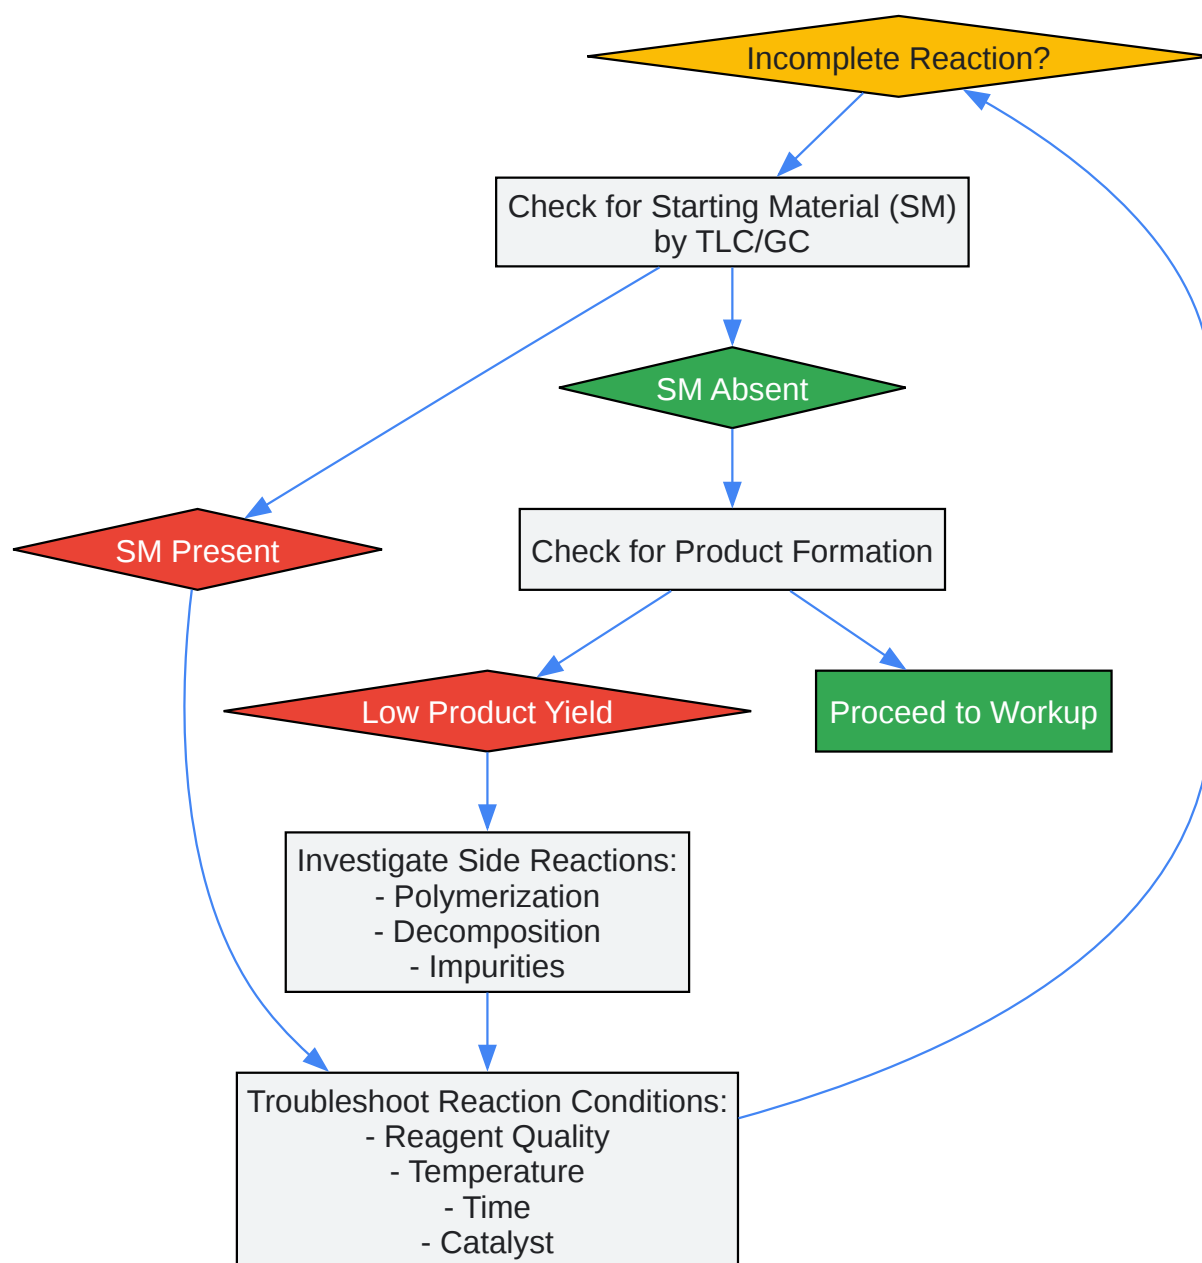 Incomplete Reaction?
Check for Starting Material (SM)
by TLC/GC
SM Absent
SM Present
Check for Product Formation
Low Product Yield
Proceed to Workup
Investigate Side Reactions:
- Polymerization
- Decomposition
- Impurities
Troubleshoot Reaction Conditions:
- Reagent Quality
- Temperature
- Time
- Catalyst